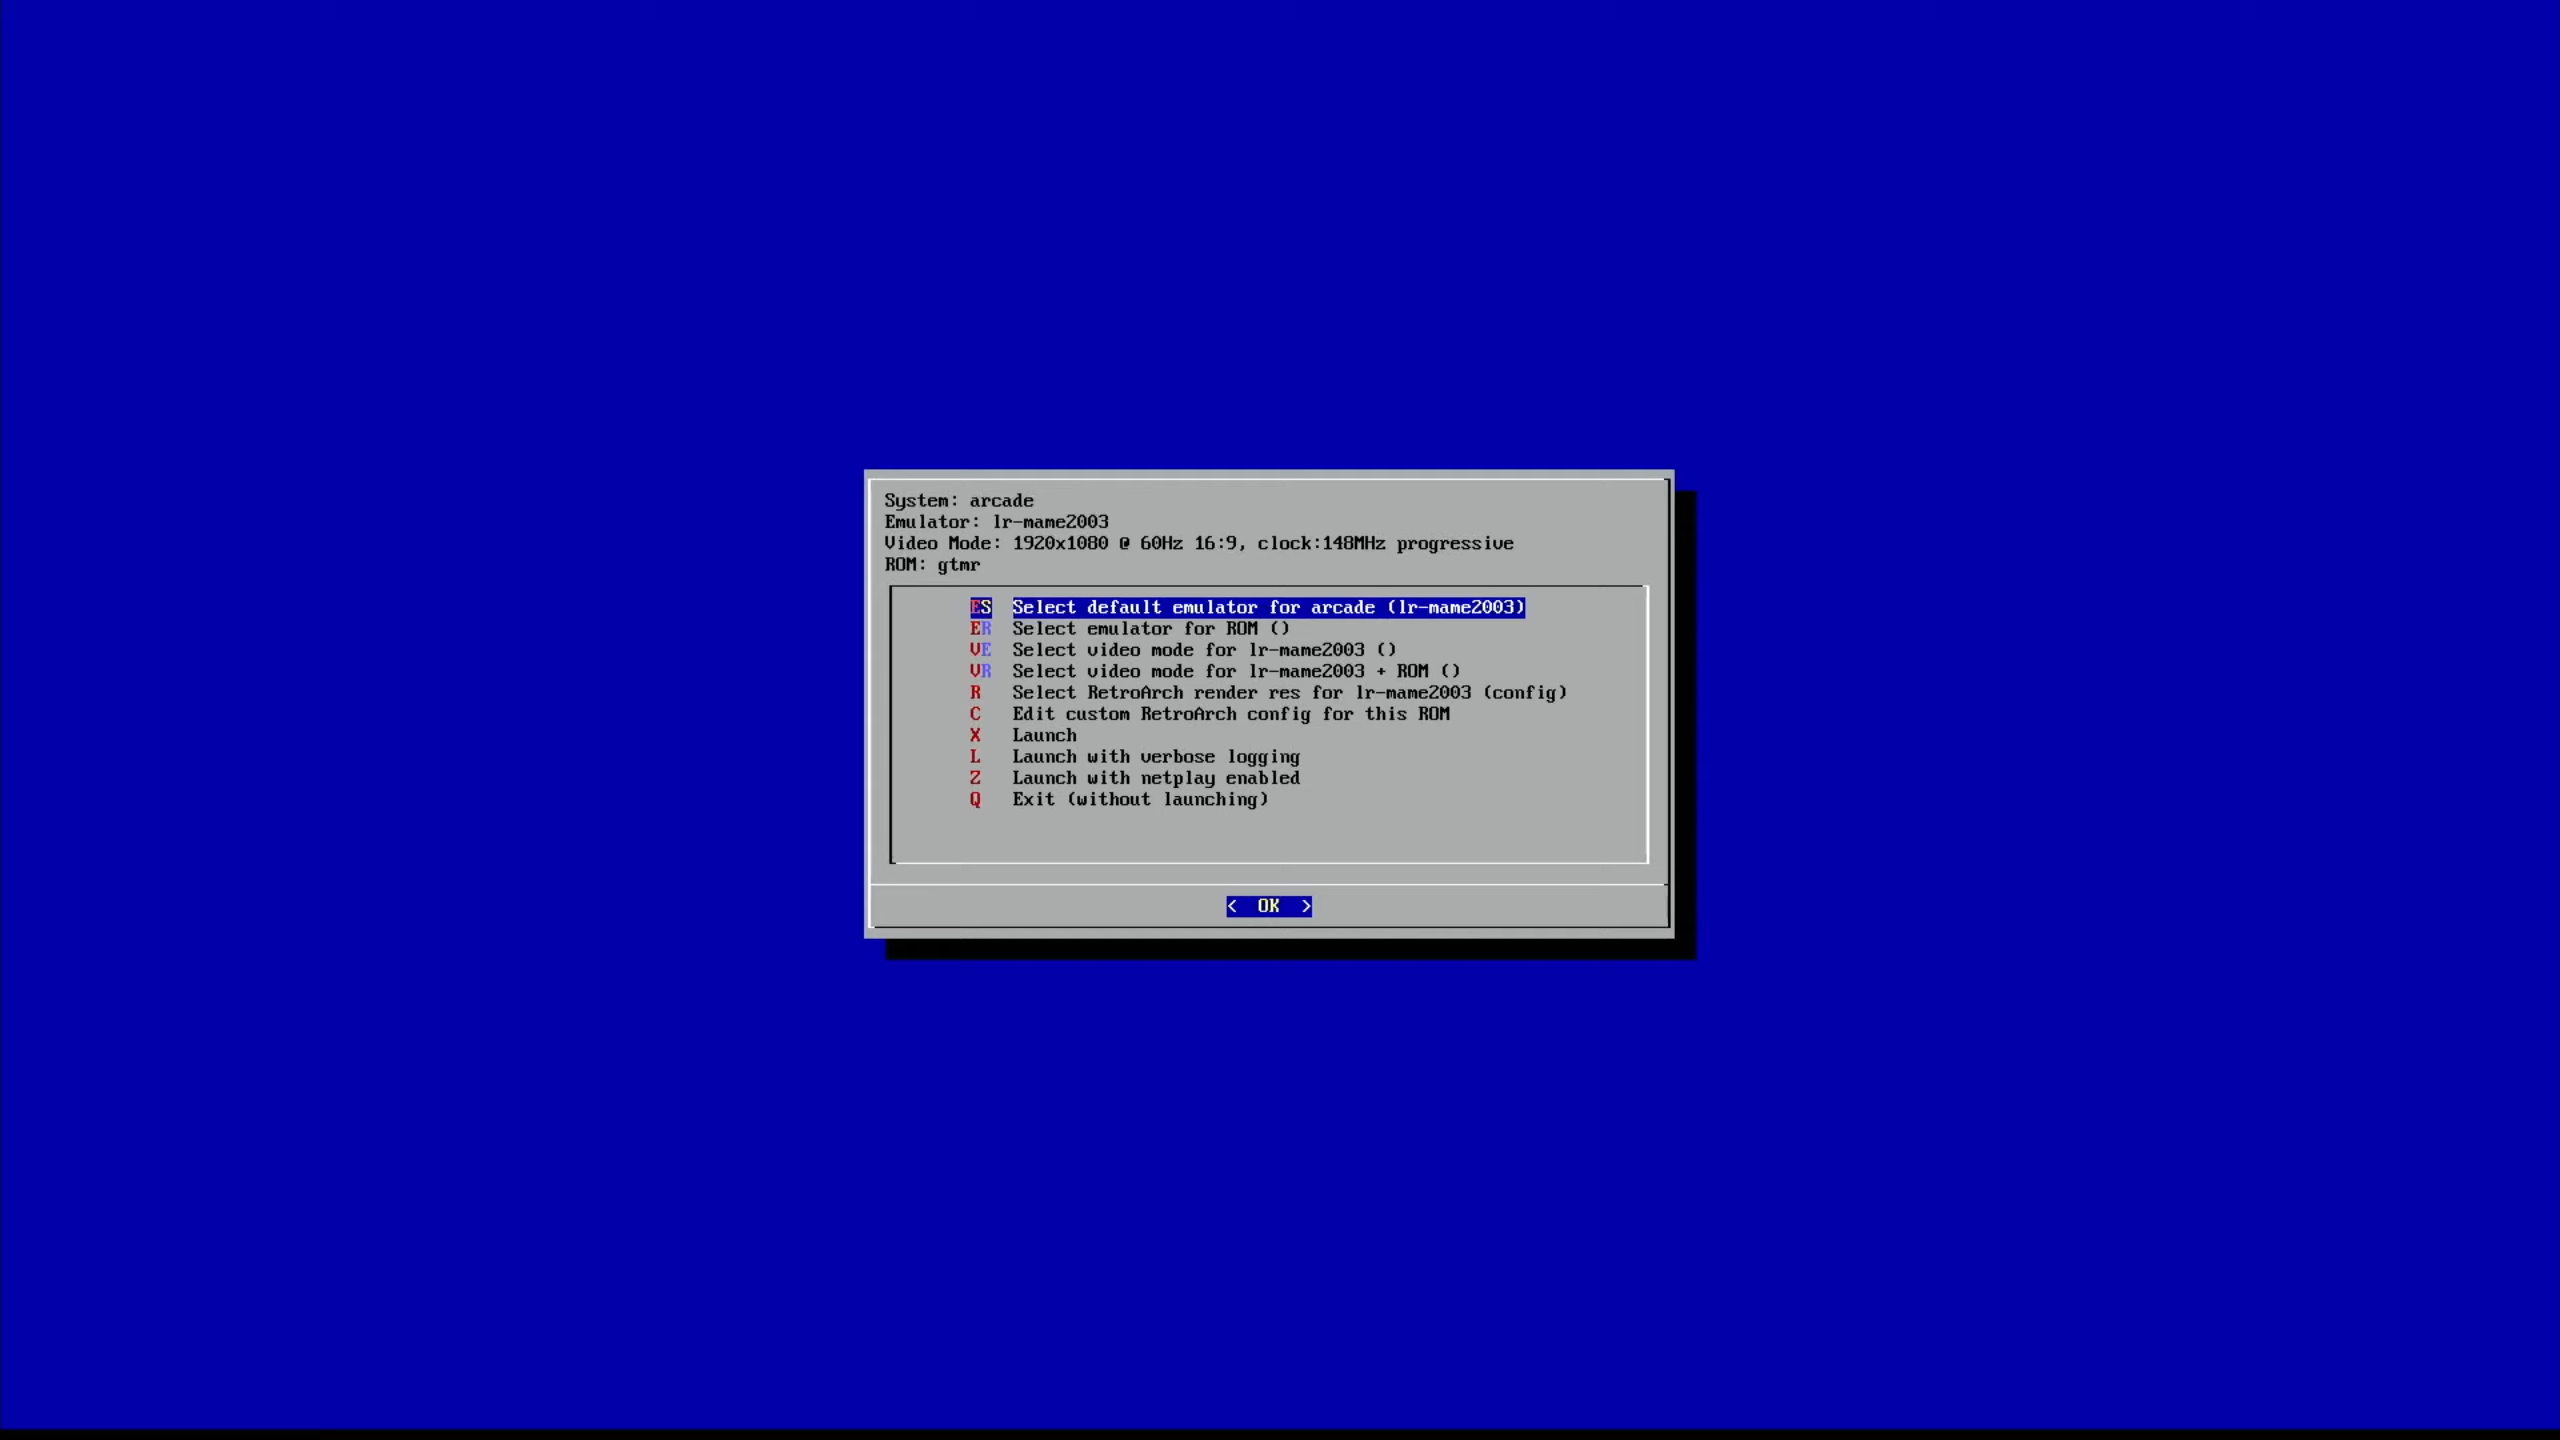 System: arcade
Emulator: lr-mame2003
Video Mode: 1920x1080 @ 60Hz 16:9, clock:148MHz progressive
ROM: gtmr
ES Select default emulator for arcade (lr-mame2003)
ER Select emulator for ROM ()
VE Select video mode for lr-mame2003 ()
VR Select video mode for lr-mame2003 + ROM ()
R Select RetroArch render res for lr-mame2003 (config)
C Edit custom RetroArch config for this ROM
X Launch
L Launch with verbose logging
Z Launch with netplay enabled
Q Exit (without launching)
< OK >